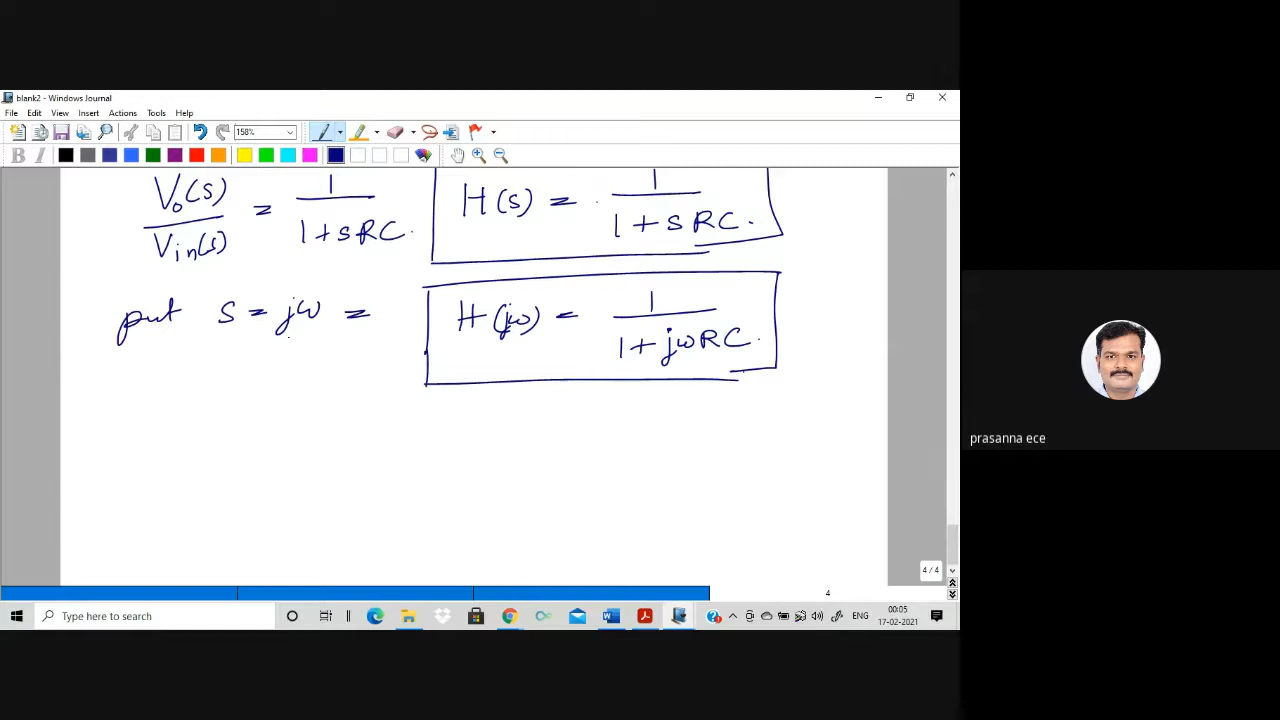 blank2 - Windows Journal
File Edit View Insert Actions Tools Help
158%
B I
V₀(s) / Vin(s) = 1 / (1+sRC)
H(s) = 1 / (1+sRC)
put s = jω =
H(jω) = 1 / (1+jωRC)
4 / 4
4
prasanna ece
Type here to search
ENG
00:05
17-02-2021